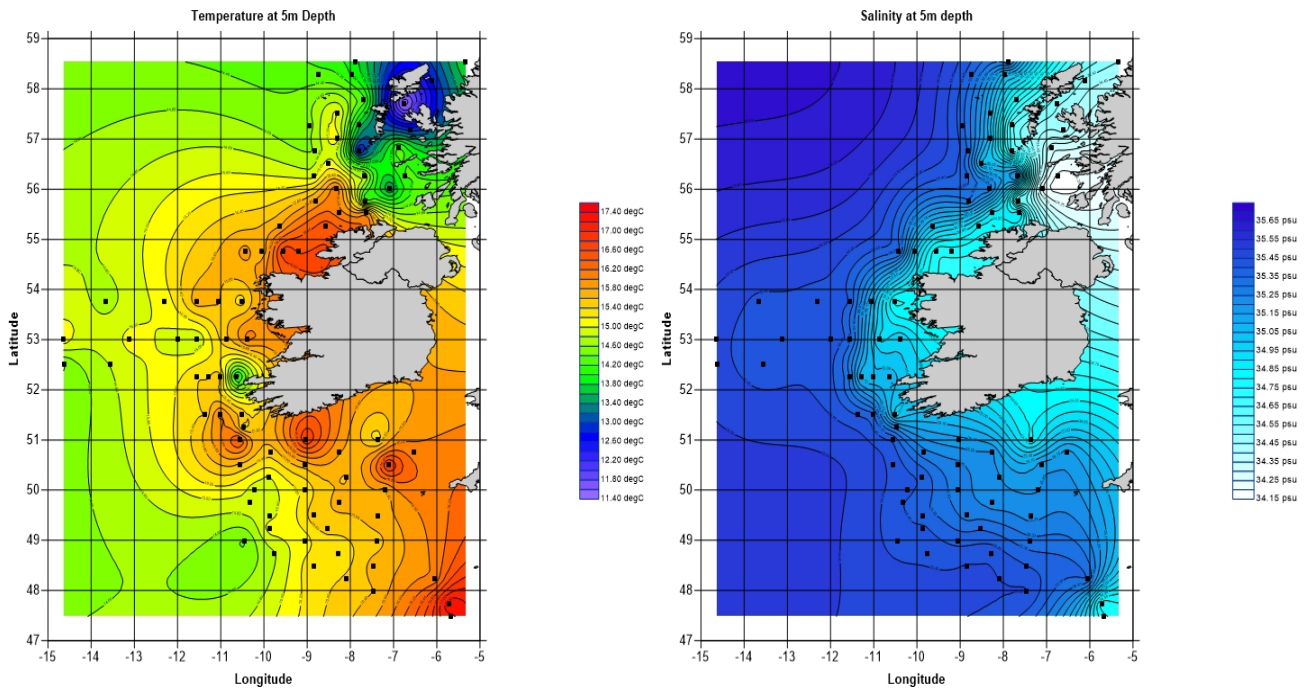 Temperature at 5m Depth
59
58
57
56
55
54
53
52
51
50
49
48
47
-15 -14 -13 -12 -11 -10 -9 -8 -7 -6 -5
Latitude
Longitude
17.40 degC
17.00 degC
16.60 degC
16.20 degC
15.80 degC
15.40 degC
15.00 degC
14.60 degC
14.20 degC
13.80 degC
13.40 degC
13.00 degC
12.60 degC
12.20 degC
11.80 degC
11.40 degC
Salinity at 5m depth
59
58
57
56
55
54
53
52
51
50
49
48
47
-15 -14 -13 -12 -11 -10 -9 -8 -7 -6 -5
Latitude
Longitude
35.65 psu
35.55 psu
35.45 psu
35.35 psu
35.25 psu
35.15 psu
35.05 psu
34.95 psu
34.85 psu
34.75 psu
34.65 psu
34.55 psu
34.45 psu
34.35 psu
34.25 psu
34.15 psu